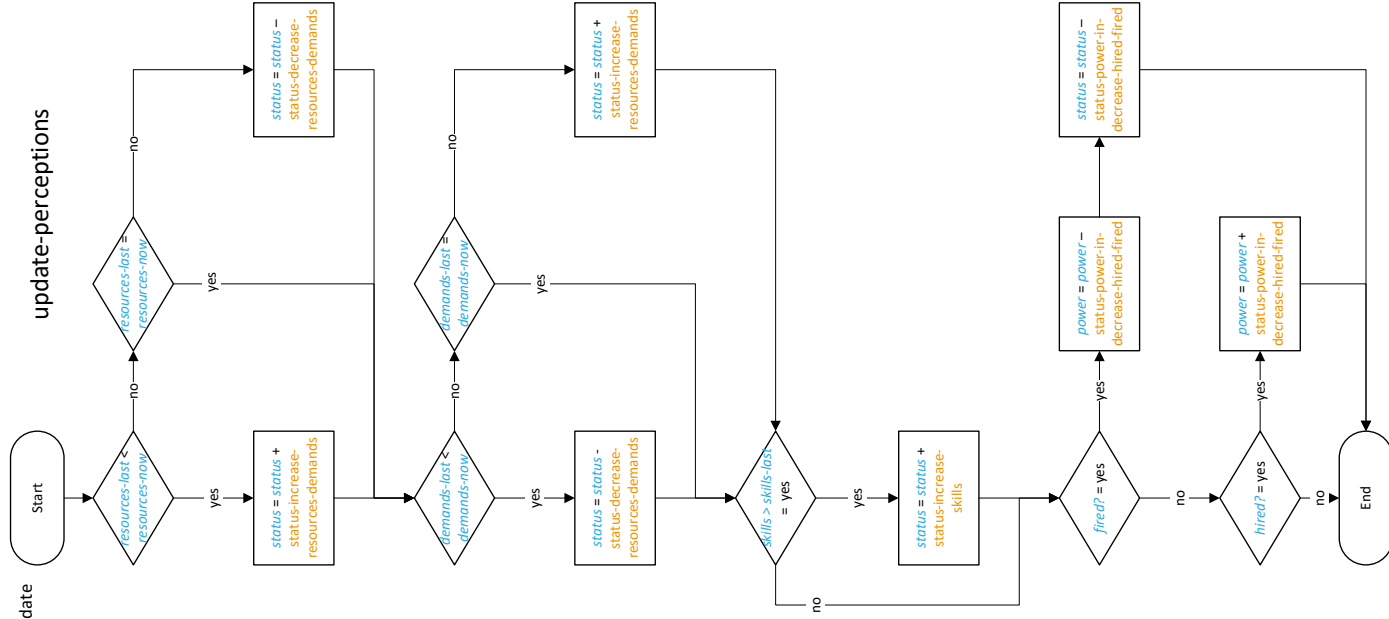 update-perceptions
date
Start
resources-last <
resources-now
no
resources-last =
resources-now
no
yes
yes
status = status +
status-increase-
resources-demands
status = status –
status-decrease-
resources-demands
demands-last <
demands-now
no
demands-last =
demands-now
no
yes
yes
status = status -
status-decrease-
resources-demands
status = status +
status-increase-
resources-demands
skills > skills-last
= yes
yes
no
status = status +
status-increase-
skills
fired? = yes
yes
power = power –
status-power-in-
decrease-hired-fired
status = status –
status-power-in-
decrease-hired-fired
no
hired? = yes
yes
power = power +
status-power-in-
decrease-hired-fired
no
End